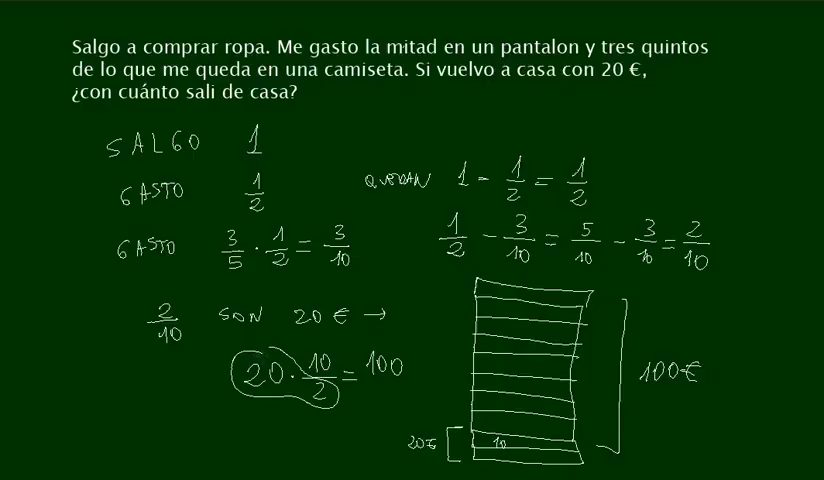 Salgo a comprar ropa. Me gasto la mitad en un pantalon y tres quintos
de lo que me queda en una camiseta. Si vuelvo a casa con 20 €,
¿con cuánto sali de casa?
SALGO 1
GASTO 1/2 QUEDAN 1 - 1/2 = 1/2
GASTO 3/5 · 1/2 = 3/10 1/2 - 3/10 = 5/10 - 3/10 = 2/10
2/10 SON 20 € →
20 · 10/2 = 100
100€
20€ 10